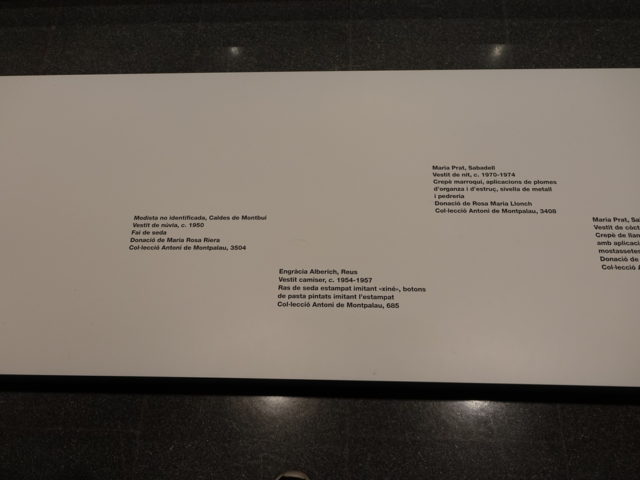 Modista no identificada, Caldes de Montbui
Vestit de núvia, c. 1950
Fai de seda
Donació de Maria Rosa Riera
Col·lecció Antoni de Montpalau, 3504
Engràcia Alberich, Reus
Vestit camiser, c. 1954-1957
Ras de seda estampat imitant «xiné», botons
de pasta pintats imitant l'estampat
Col·lecció Antoni de Montpalau, 685
Maria Prat, Sabadell
Vestit de nit, c. 1970-1974
Crepè marroquí, aplicacions de plomes
d'organza i d'estruç, sivella de metall
i pedreria
Donació de Rosa Maria Llonch
Col·lecció Antoni de Montpalau, 3408
Maria Prat, Sa
Vestit de còct
Crepè de llan
amb aplicaci
mostassetes
Donació de
Col·lecció A